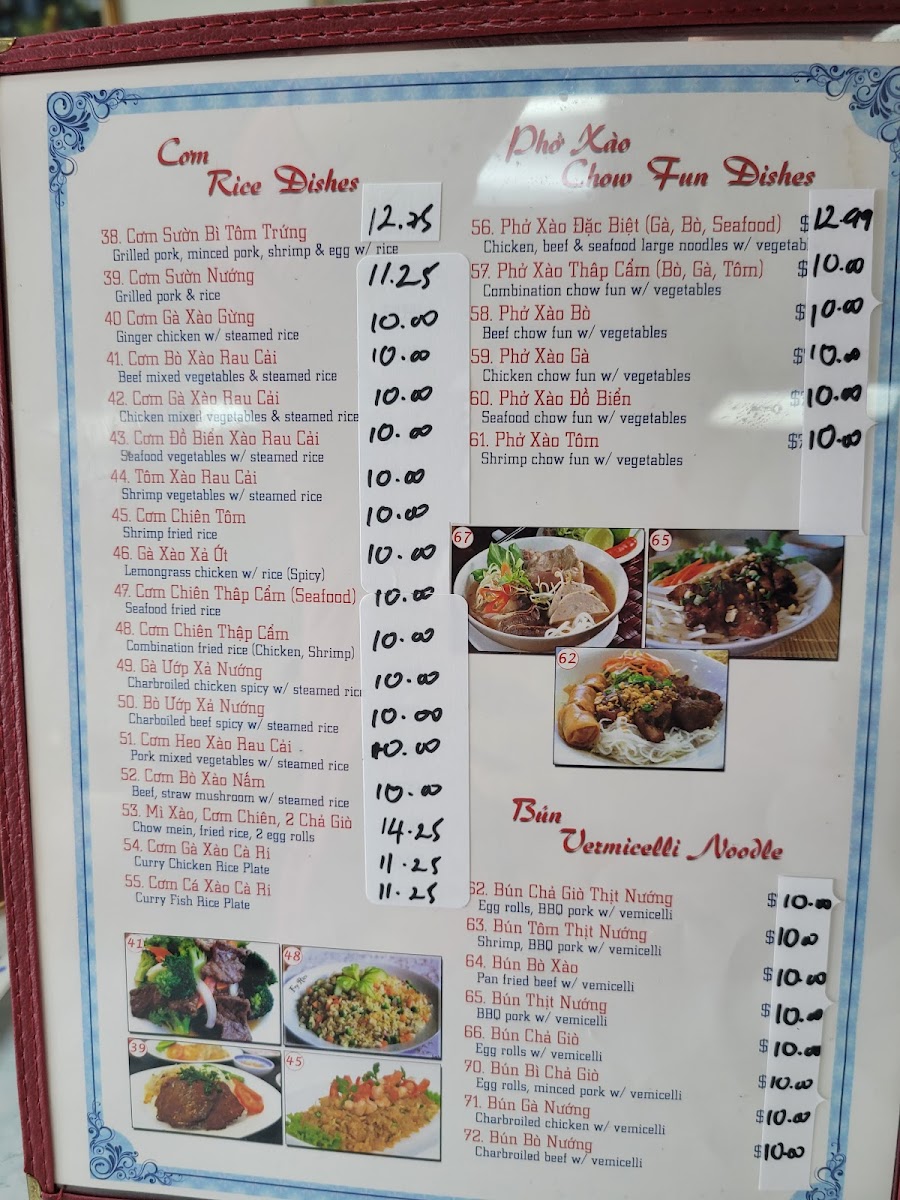 Cơm
Rice Dishes
38. Cơm Sườn Bì Tôm Trứng 12.25
Grilled pork, minced pork, shrimp & egg w/ rice
39. Cơm Sườn Nướng 11.25
Grilled pork & rice
40 Cơm Gà Xào Gừng 10.00
Ginger chicken w/ steamed rice
41. Cơm Bò Xào Rau Cải 10.00
Beef mixed vegetables & steamed rice
42. Cơm Gà Xào Rau Cải 10.00
Chicken mixed vegetables & steamed rice
43. Cơm Đồ Biển Xào Rau Cải 10.00
Seafood vegetables w/ steamed rice
44. Tôm Xào Rau Cải 10.00
Shrimp vegetables w/ steamed rice
45. Cơm Chiên Tôm 10.00
Shrimp fried rice
46. Gà Xào Xả Ớt 10.00
Lemongrass chicken w/ rice (Spicy)
47. Cơm Chiên Thập Cẩm (Seafood) 10.00
Seafood fried rice
48. Cơm Chiên Thập Cẩm 10.00
Combination fried rice (Chicken, Shrimp)
49. Gà Ướp Xả Nướng 10.00
Charbroiled chicken spicy w/ steamed
50. Bò Ướp Xả Nướng 10.00
Charboiled beef spicy w/ steamed rice
51. Cơm Heo Xào Rau Cải 10.00
Pork mixed vegetables w/ steamed rice
52. Cơm Bò Xào Nấm 10.00
Beef, straw mushroom w/ steamed rice
53. Mì Xào, Cơm Chiên, 2 Chả Giò 14.25
Chow mein, fried rice, 2 egg rolls
54. Cơm Gà Xào Cà Ri 11.25
Curry Chicken Rice Plate
55. Cơm Cá Xào Cà Ri 11.25
Curry Fish Rice Plate
41
48
39
45
Phở Xào
Chow Fun Dishes
56. Phở Xào Đặc Biệt (Gà, Bò, Seafood) $12.99
Chicken, beef & seafood large noodles w/ vegetab
57. Phở Xào Thập Cẩm (Bò, Gà, Tôm) $10.00
Combination chow fun w/ vegetables
58. Phở Xào Bò $10.00
Beef chow fun w/ vegetables
59. Phở Xào Gà $10.00
Chicken chow fun w/ vegetables
60. Phở Xào Đồ Biển $10.00
Seafood chow fun w/ vegetables
61. Phở Xào Tôm $10.00
Shrimp chow fun w/ vegetables
67
65
62
Bún
Vermicelli Noodle
62. Bún Chả Giò Thịt Nướng $10.00
Egg rolls, BBQ pork w/ vemicelli
63. Bún Tôm Thịt Nướng $10.00
Shrimp, BBQ pork w/ vemicelli
64. Bún Bò Xào $10.00
Pan fried beef w/ vemicelli
65. Bún Thịt Nướng $10.00
BBQ pork w/ vemicelli
66. Bún Chả Giò $10.00
Egg rolls w/ vemicelli
70. Bún Bì Chả Giò $10.00
Egg rolls, minced pork w/ vemicelli
71. Bún Gà Nướng $10.00
Charbroiled chicken w/ vemicelli
72. Bún Bò Nướng $10.00
Charbroiled beef w/ vemicelli